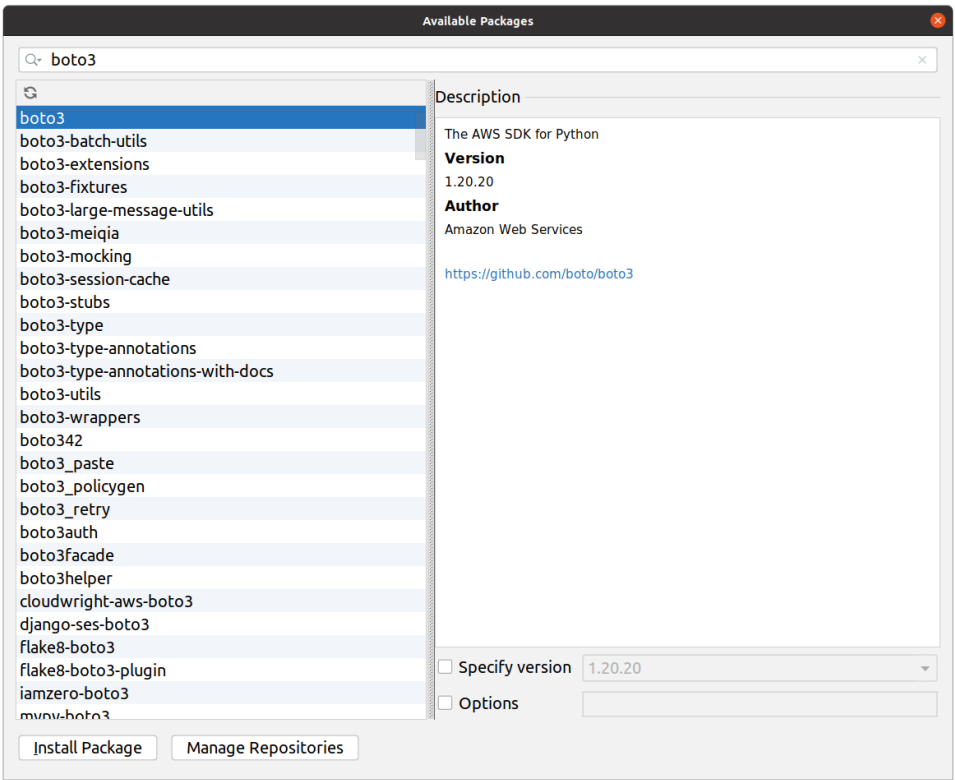 Available Packages
boto3
boto3
boto3-batch-utils
boto3-extensions
boto3-fixtures
boto3-large-message-utils
boto3-meiqia
boto3-mocking
boto3-session-cache
boto3-stubs
boto3-type
boto3-type-annotations
boto3-type-annotations-with-docs
boto3-utils
boto3-wrappers
boto342
boto3_paste
boto3_policygen
boto3_retry
boto3auth
boto3facade
boto3helper
cloudwright-aws-boto3
django-ses-boto3
flake8-boto3
flake8-boto3-plugin
iamzero-boto3
mypy-boto3
Description
The AWS SDK for Python
Version
1.20.20
Author
Amazon Web Services
https://github.com/boto/boto3
Specify version 1.20.20
Options
Install Package Manage Repositories